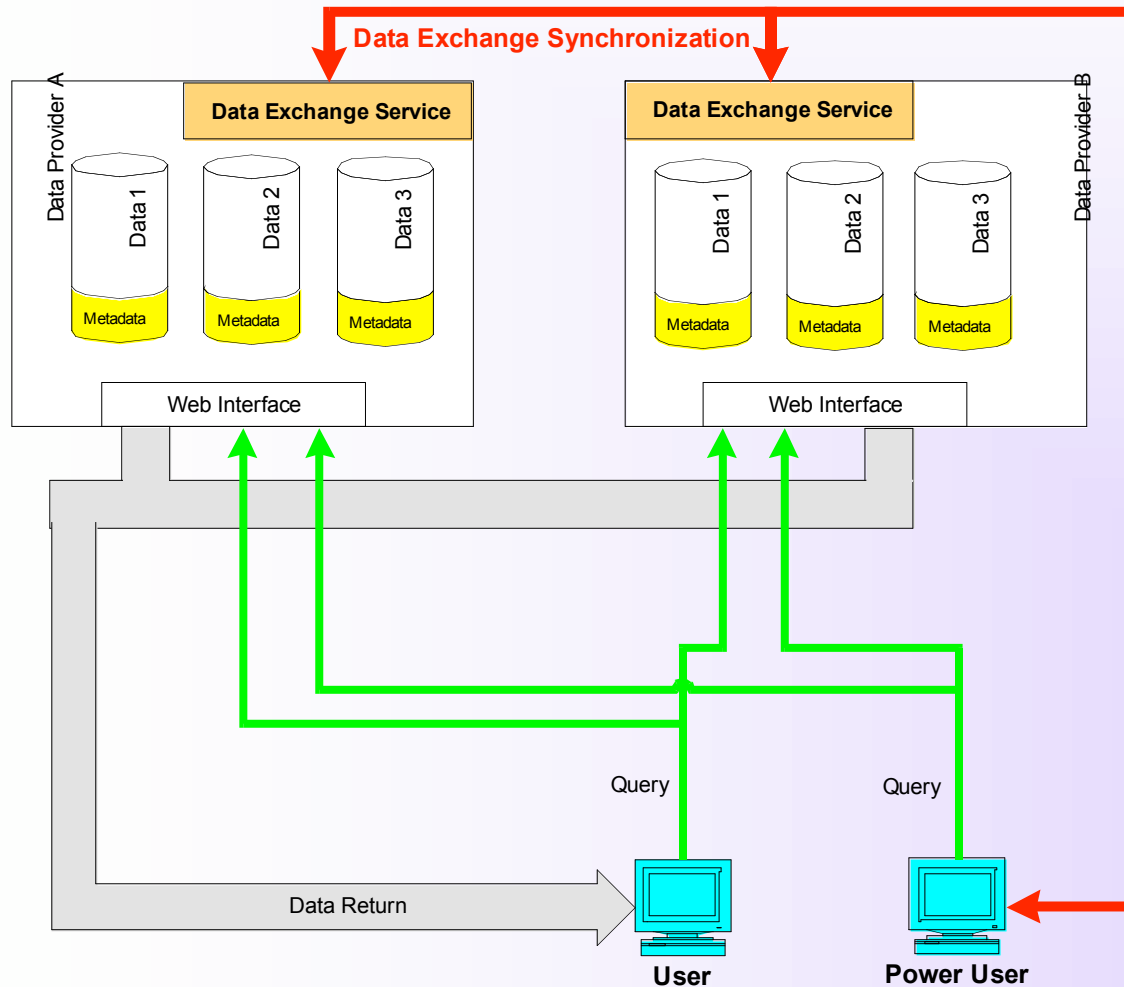 Data Exchange Synchronization
Data Provider A
Data Exchange Service
Data 1
Data 2
Data 3
Metadata
Metadata
Metadata
Web Interface
Data Provider B
Data Exchange Service
Data 1
Data 2
Data 3
Metadata
Metadata
Metadata
Web Interface
Query
Query
Data Return
User
Power User